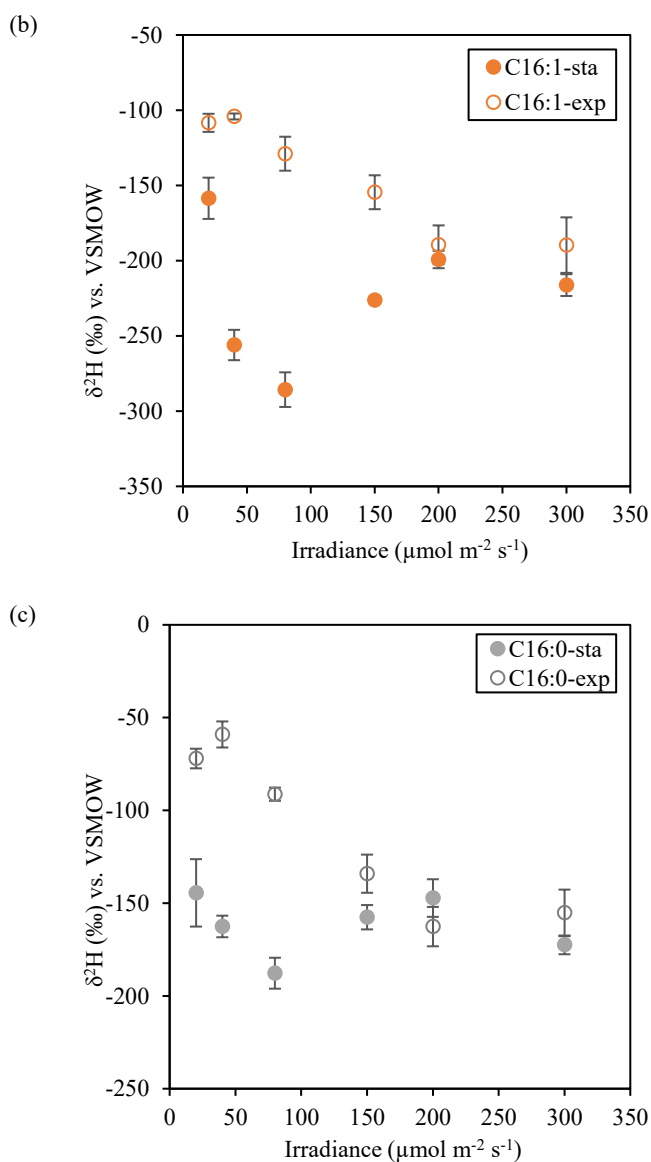 (b)
-50
-100
-150
-200
-250
-300
-350
δ²H (‰) vs. VSMOW
C16:1-sta
C16:1-exp
0 50 100 150 200 250 300 350
Irradiance (µmol m⁻² s⁻¹)
(c)
0
-50
-100
-150
-200
-250
δ²H (‰) vs. VSMOW
C16:0-sta
C16:0-exp
0 50 100 150 200 250 300 350
Irradiance (µmol m⁻² s⁻¹)